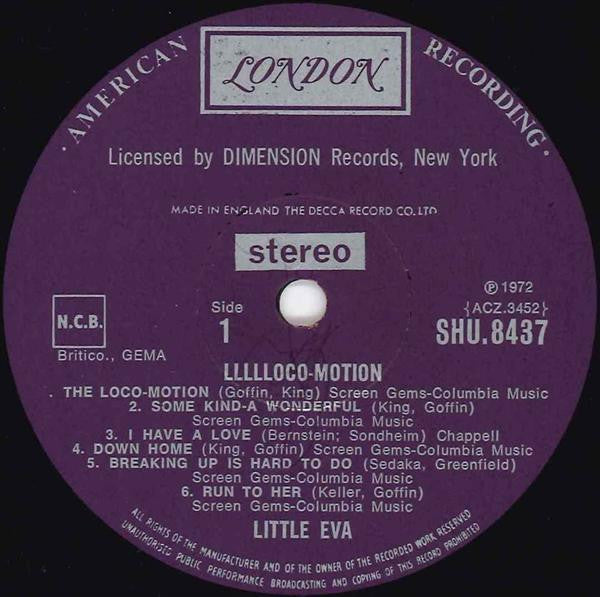 · AMERICAN RECORDING ·
LONDON
Licensed by DIMENSION Records, New York
MADE IN ENGLAND THE DECCA RECORD CO. LTD
stereo
℗ 1972
N.C.B.
Britico., GEMA
Side
1
{ACZ.3452}
SHU.8437
LLLLLOCO-MOTION
. THE LOCO-MOTION (Goffin, King) Screen Gems-Columbia Music
2. SOME KIND-A WONDERFUL (King, Goffin)
Screen Gems-Columbia Music
3. I HAVE A LOVE (Bernstein; Sondheim) Chappell
4. DOWN HOME (King, Goffin) Screen Gems-Columbia Music
5. BREAKING UP IS HARD TO DO (Sedaka, Greenfield)
Screen Gems-Columbia Music
6. RUN TO HER (Keller, Goffin)
Screen Gems-Columbia Music
LITTLE EVA
ALL RIGHTS OF THE MANUFACTURER AND OF THE OWNER OF THE RECORDED WORK RESERVED
UNAUTHORISED PUBLIC PERFORMANCE BROADCASTING AND COPYING OF THIS RECORD PROHIBITED